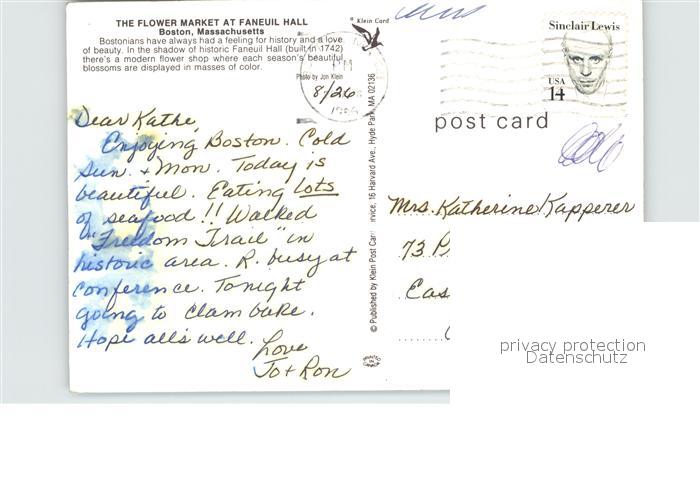 THE FLOWER MARKET AT FANEUIL HALL
Boston, Massachusetts
Bostonians have always had a feeling for history and a love
of beauty. In the shadow of historic Faneuil Hall (built in 1742)
there's a modern flower shop where each season's beautiful
blossoms are displayed in masses of color.
A Klein Card
Photo by Jon Klein
PM
8/26
Dear Kathe,
Enjoying Boston. Cold
Sun. + Mon. Today is
beautiful. Eating Lots
of seafood!! Walked
"Freedom Trail" in
historic area. R. busy at
Conference. Tonight
going to clam bake.
Hope all's well.
Love
Jo + Ron
© Published by Klein Post Card Service, 16 Harvard Ave., Hyde Park, MA 02136
Sinclair Lewis
USA
14
post card
Mrs. Katherine Kapperer
73 P
Eas
privacy protection
Datenschutz